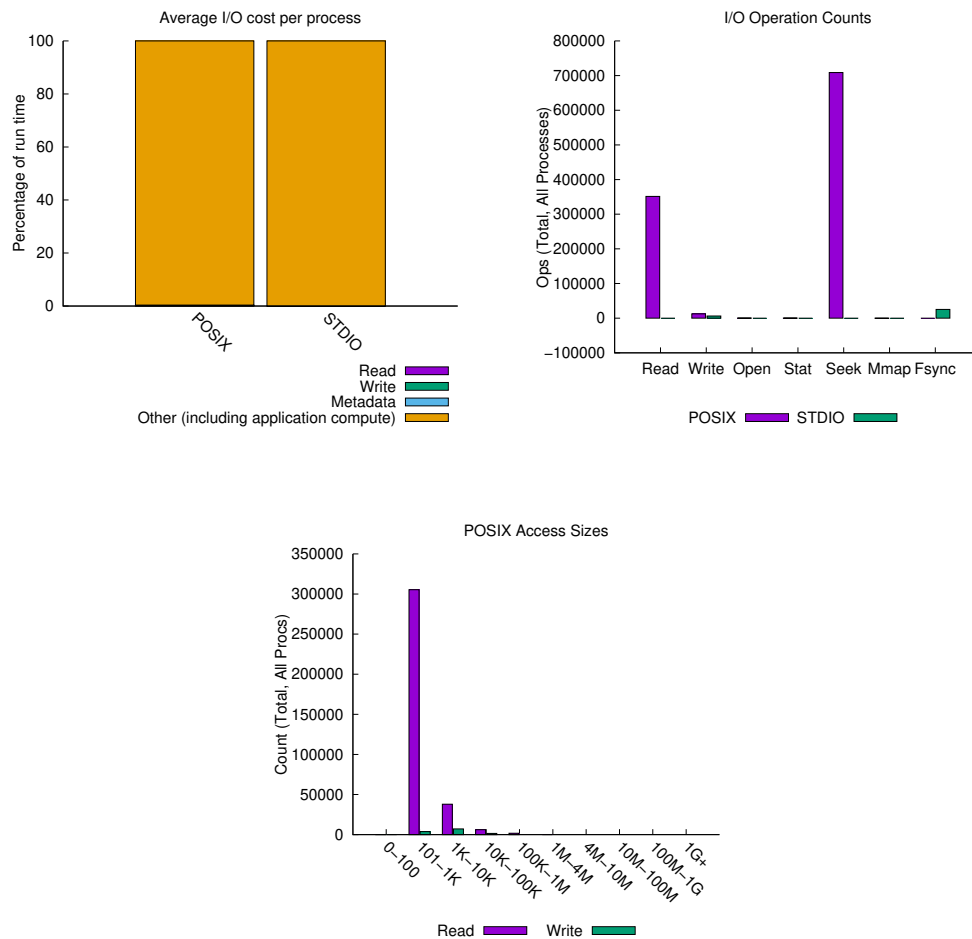 Average I/O cost per process
Percentage of run time
100
80
60
40
20
0
POSIX
STDIO
Read
Write
Metadata
Other (including application compute)
I/O Operation Counts
Ops (Total, All Processes)
800000
700000
600000
500000
400000
300000
200000
100000
0
−100000
Read Write Open Stat Seek Mmap Fsync
POSIX STDIO
POSIX Access Sizes
Count (Total, All Procs)
350000
300000
250000
200000
150000
100000
50000
0
0−100
101−1K
1K−10K
10K−100K
100K−1M
1M−4M
4M−10M
10M−100M
100M−1G
1G+
Read Write